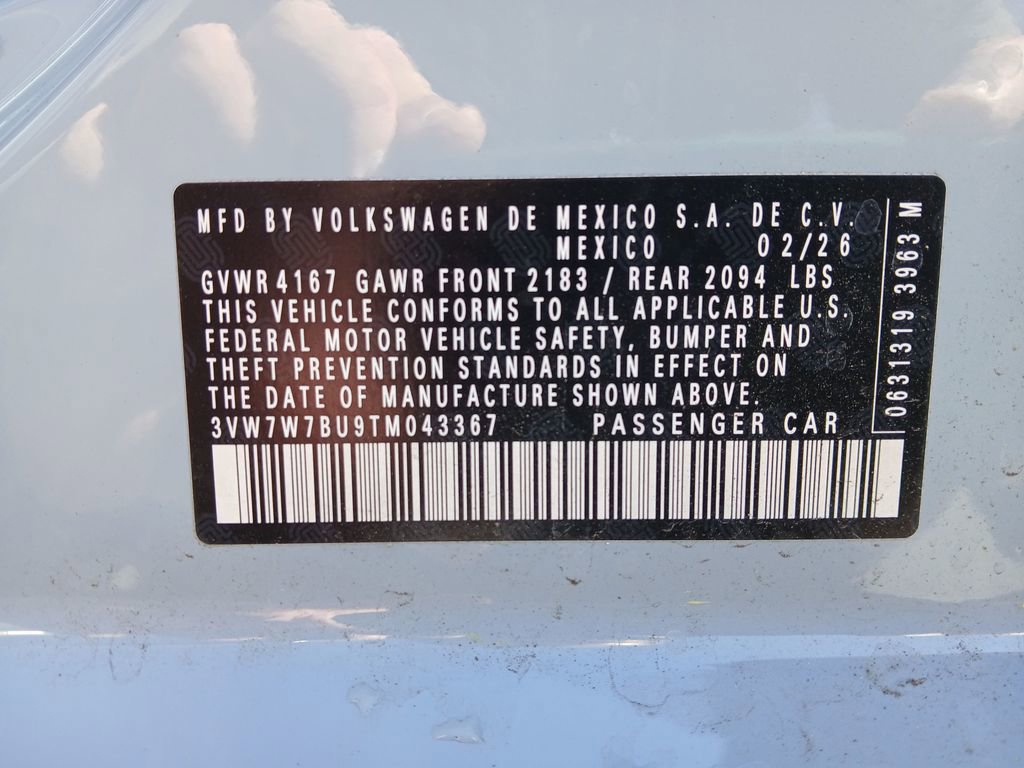 MFD BY VOLKSWAGEN DE MEXICO S.A. DE C.V.
MEXICO 02/26
GVWR 4167 GAWR FRONT 2183 / REAR 2094 LBS
THIS VEHICLE CONFORMS TO ALL APPLICABLE U.S.
FEDERAL MOTOR VEHICLE SAFETY, BUMPER AND
THEFT PREVENTION STANDARDS IN EFFECT ON
THE DATE OF MANUFACTURE SHOWN ABOVE.
3VW7W7BU9TM043367 PASSENGER CAR
0631319 3963 M